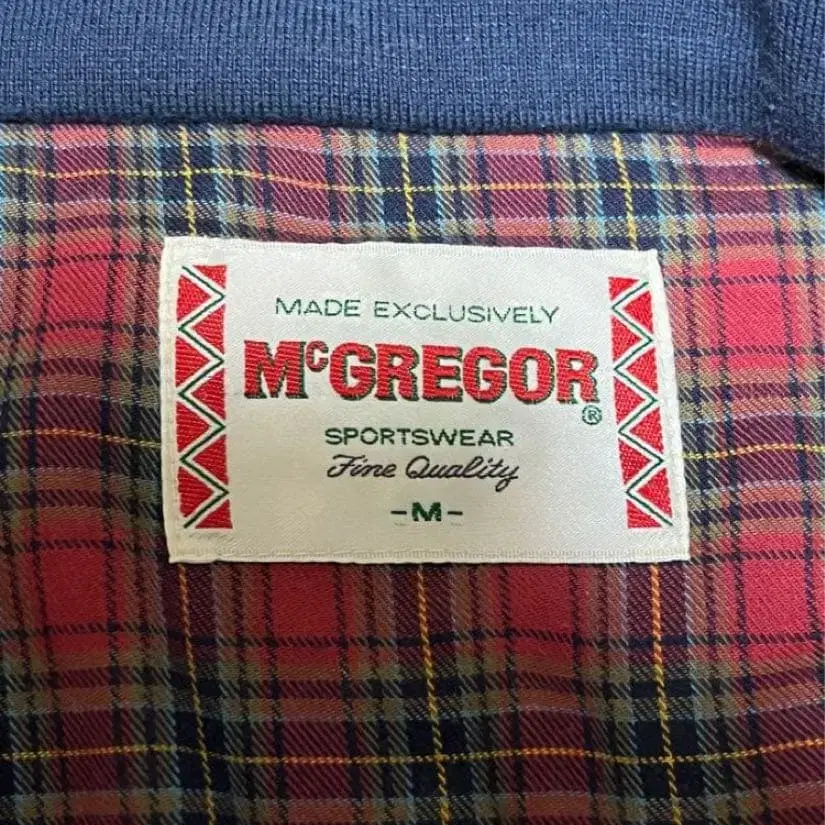 MADE EXCLUSIVELY
McGREGOR®
SPORTSWEAR
Fine Quality
-M-